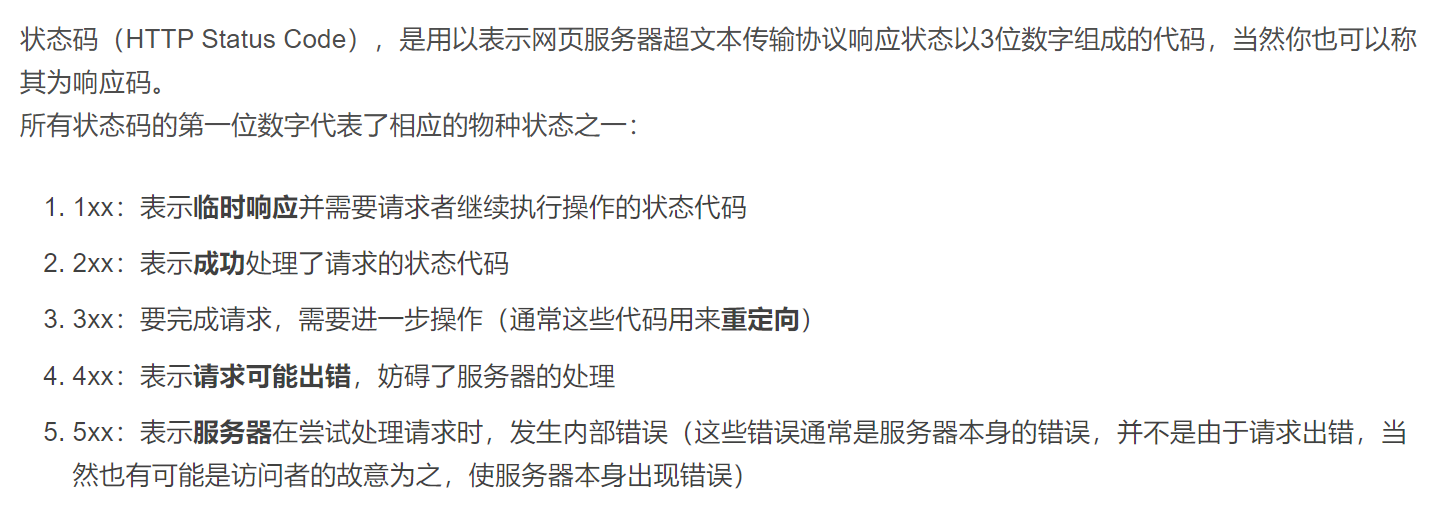 状态码（HTTP Status Code），是用以表示网页服务器超文本传输协议响应状态以3位数字组成的代码，当然你也可以称
其为响应码。
所有状态码的第一位数字代表了相应的物种状态之一：
1. 1xx：表示临时响应并需要请求者继续执行操作的状态代码
2. 2xx：表示成功处理了请求的状态代码
3. 3xx：要完成请求，需要进一步操作（通常这些代码用来重定向）
4. 4xx：表示请求可能出错，妨碍了服务器的处理
5. 5xx：表示服务器在尝试处理请求时，发生内部错误（这些错误通常是服务器本身的错误，并不是由于请求出错，当
然也有可能是访问者的故意为之，使服务器本身出现错误）